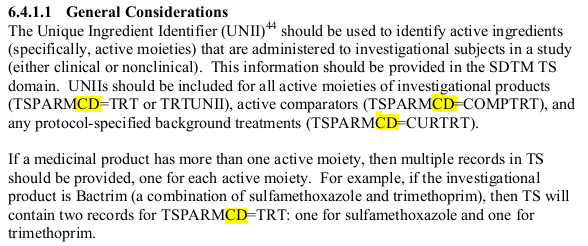 6.4.1.1 General Considerations
The Unique Ingredient Identifier (UNII)44 should be used to identify active ingredients
(specifically, active moieties) that are administered to investigational subjects in a study
(either clinical or nonclinical). This information should be provided in the SDTM TS
domain. UNIIs should be included for all active moieties of investigational products
(TSPARMCD=TRT or TRTUNII), active comparators (TSPARMCD=COMPTRT), and
any protocol-specified background treatments (TSPARMCD=CURTRT).
If a medicinal product has more than one active moiety, then multiple records in TS
should be provided, one for each active moiety. For example, if the investigational
product is Bactrim (a combination of sulfamethoxazole and trimethoprim), then TS will
contain two records for TSPARMCD=TRT: one for sulfamethoxazole and one for
trimethoprim.